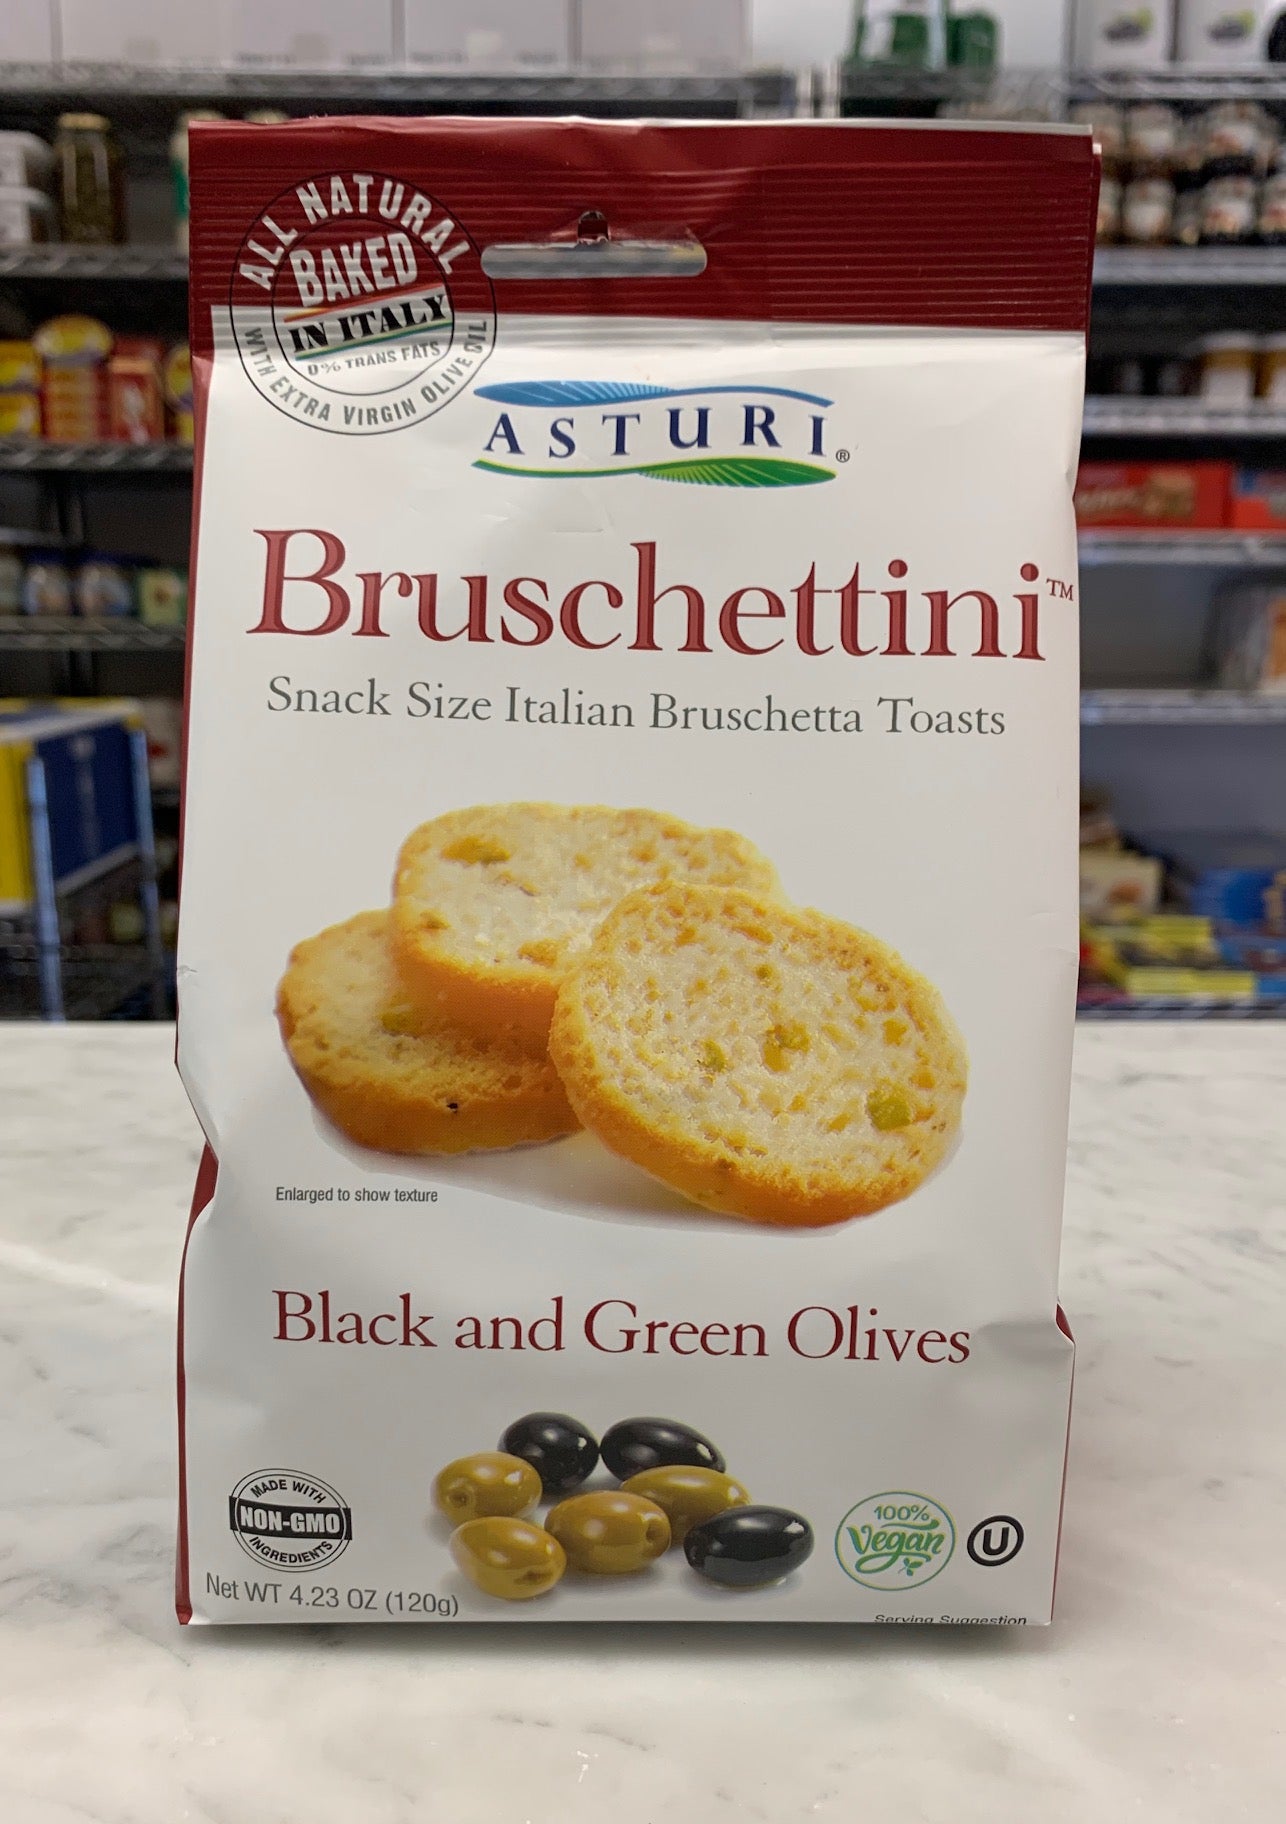 ALL NATURAL
BAKED
IN ITALY
0% TRANS FATS
WITH EXTRA VIRGIN OLIVE OIL
ASTURI®
Bruschettini™
Snack Size Italian Bruschetta Toasts
Enlarged to show texture
Black and Green Olives
MADE WITH
NON-GMO
INGREDIENTS
100%
Vegan
U
Net WT 4.23 OZ (120g)
Serving Suggestion